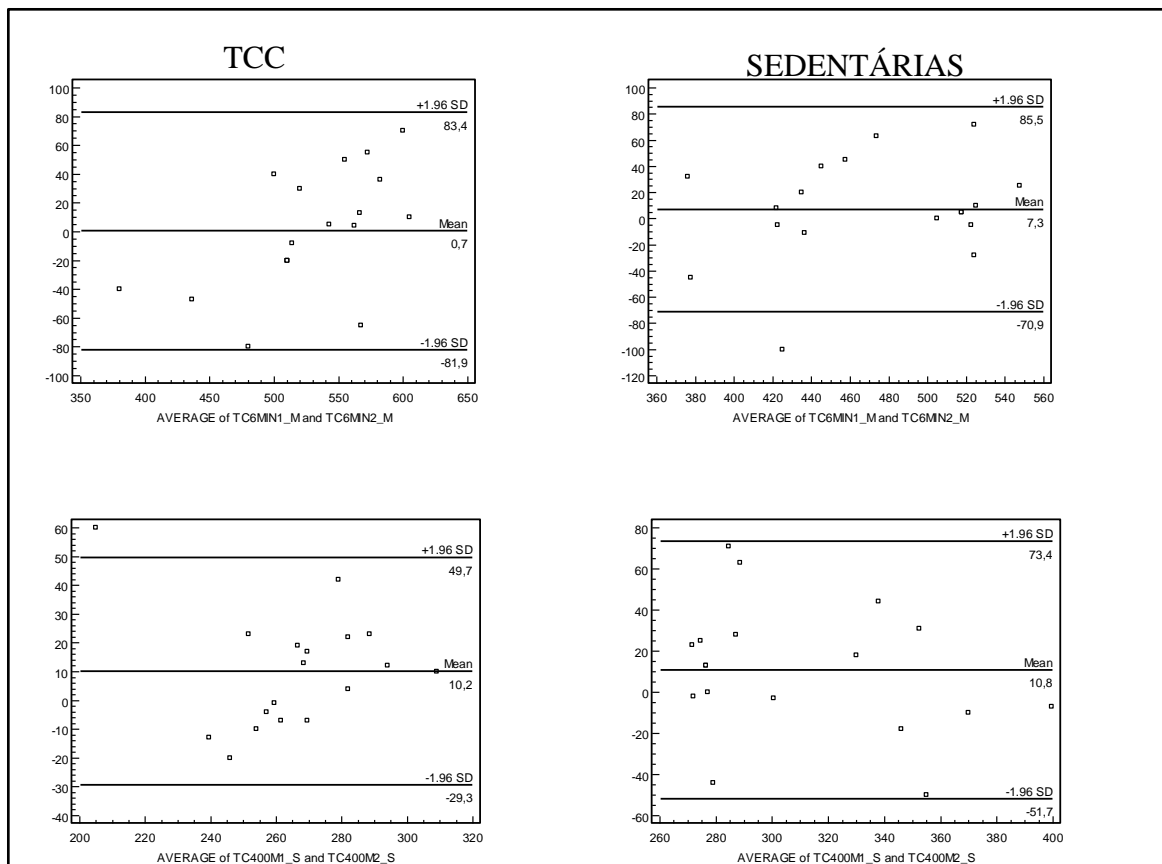 TCC
SEDENTÁRIAS
100
80
60
40
20
0
-20
-40
-60
-80
-100
+1.96 SD
83,4
Mean
0,7
-1.96 SD
-81,9
350 400 450 500 550 600 650
AVERAGE of TC6MIN1_M and TC6MIN2_M
100
80
60
40
20
0
-20
-40
-60
-80
-100
-120
+1.96 SD
85,5
Mean
7,3
-1.96 SD
-70,9
360 400 440 480 520 560
AVERAGE of TC6MIN1_M and TC6MIN2_M
60
50
40
30
20
10
0
-10
-20
-30
-40
+1.96 SD
49,7
Mean
10,2
-1.96 SD
-29,3
200 220 240 260 280 300 320
AVERAGE of TC400M1_S and TC400M2_S
80
60
40
20
0
-20
-40
-60
+1.96 SD
73,4
Mean
10,8
-1.96 SD
-51,7
260 280 300 320 340 360 380 400
AVERAGE of TC400M1_S and TC400M2_S